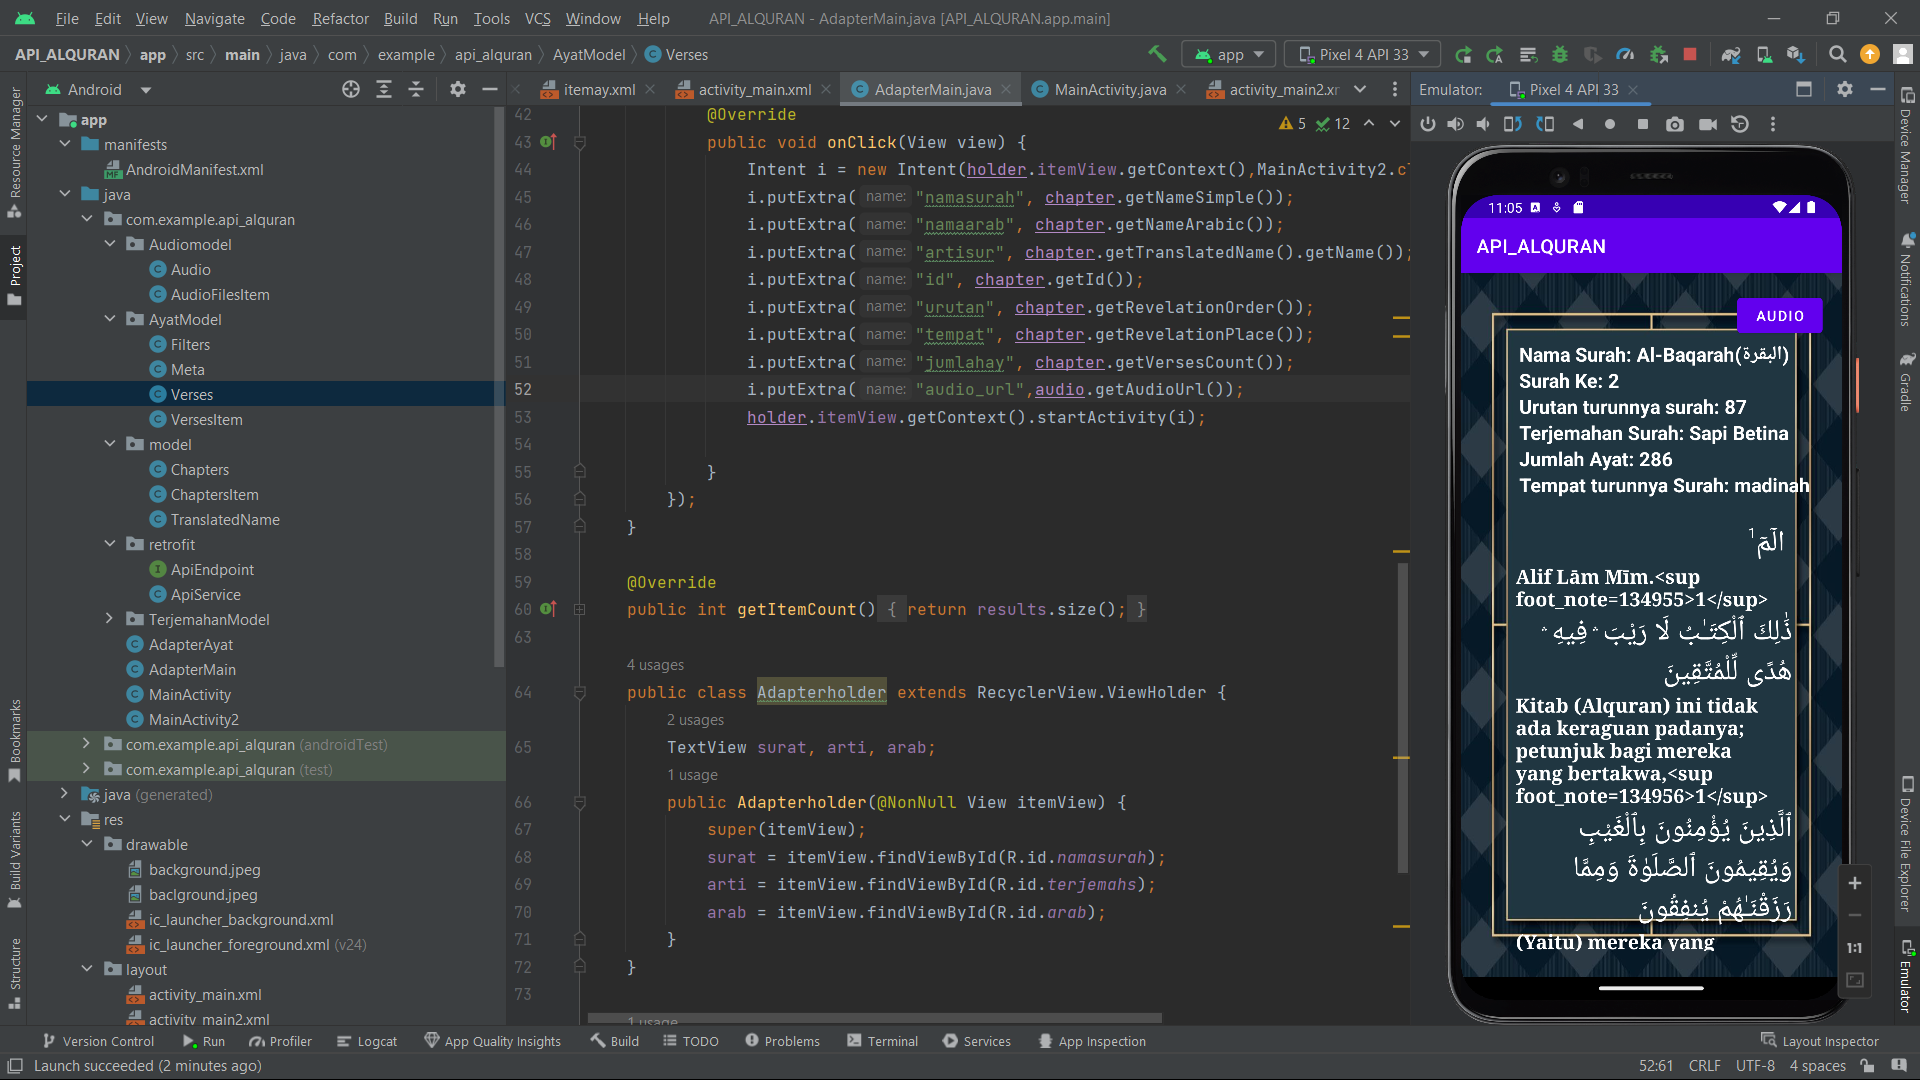 File Edit View Navigate Code Refactor Build Run Tools VCS Window Help API_ALQURAN - AdapterMain.java [API_ALQURAN.app.main]
API_ALQURAN app src main java com example api_alquran AyatModel Verses app Pixel 4 API 33
Android
itemay.xml activity_main.xml AdapterMain.java MainActivity.java activity_main2.xr
Emulator: Pixel 4 API 33
Resource Manager
Project
Bookmarks
Build Variants
Structure
app
manifests
AndroidManifest.xml
java
com.example.api_alquran
Audiomodel
Audio
AudioFilesItem
AyatModel
Filters
Meta
Verses
VersesItem
model
Chapters
ChaptersItem
TranslatedName
retrofit
ApiEndpoint
ApiService
TerjemahanModel
AdapterAyat
AdapterMain
MainActivity
MainActivity2
com.example.api_alquran (androidTest)
com.example.api_alquran (test)
java (generated)
res
drawable
background.jpeg
baclground.jpeg
ic_launcher_background.xml
ic_launcher_foreground.xml (v24)
layout
activity_main.xml
activity_main2.xml
5 12
42 @Override
43 public void onClick(View view) {
44 Intent i = new Intent(holder.itemView.getContext(),MainActivity2.c
45 i.putExtra( name: "namasurah", chapter.getNameSimple());
46 i.putExtra( name: "namaarab", chapter.getNameArabic());
47 i.putExtra( name: "artisur", chapter.getTranslatedName().getName());
48 i.putExtra( name: "id", chapter.getId());
49 i.putExtra( name: "urutan", chapter.getRevelationOrder());
50 i.putExtra( name: "tempat", chapter.getRevelationPlace());
51 i.putExtra( name: "jumlahay", chapter.getVersesCount());
52 i.putExtra( name: "audio_url",audio.getAudioUrl());
53 holder.itemView.getContext().startActivity(i);
54
55 }
56 });
57 }
58
59 @Override
60 public int getItemCount() { return results.size(); }
63
4 usages
64 public class Adapterholder extends RecyclerView.ViewHolder {
2 usages
65 TextView surat, arti, arab;
1 usage
66 public Adapterholder(@NonNull View itemView) {
67 super(itemView);
68 surat = itemView.findViewById(R.id.namasurah);
69 arti = itemView.findViewById(R.id.terjemahs);
70 arab = itemView.findViewById(R.id.arab);
71 }
72 }
73
1 usage
11:05
API_ALQURAN
AUDIO
Nama Surah: Al-Baqarah(البقرة)
Surah Ke: 2
Urutan turunnya surah: 87
Terjemahan Surah: Sapi Betina
Jumlah Ayat: 286
Tempat turunnya Surah: madinah
الٓمٓ ١
Alif Lām Mīm.<sup
foot_note=134955>1</sup>
ذَٰلِكَ ٱلْكِتَـٰبُ لَا رَيْبَ ۛ فِيهِ ۛ
هُدًى لِّلْمُتَّقِينَ
Kitab (Alquran) ini tidak
ada keraguan padanya;
petunjuk bagi mereka
yang bertakwa,<sup
foot_note=134956>1</sup>
ٱلَّذِينَ يُؤْمِنُونَ بِٱلْغَيْبِ
وَيُقِيمُونَ ٱلصَّلَوٰةَ وَمِمَّا
رَزَقْنَـٰهُمْ يُنفِقُونَ
(Yaitu) mereka yang
1:1
Device Manager
Notifications
Gradle
Device File Explorer
Emulator
Version Control Run Profiler Logcat App Quality Insights Build TODO Problems Terminal Services App Inspection Layout Inspector
Launch succeeded (2 minutes ago) 52:61 CRLF UTF-8 4 spaces